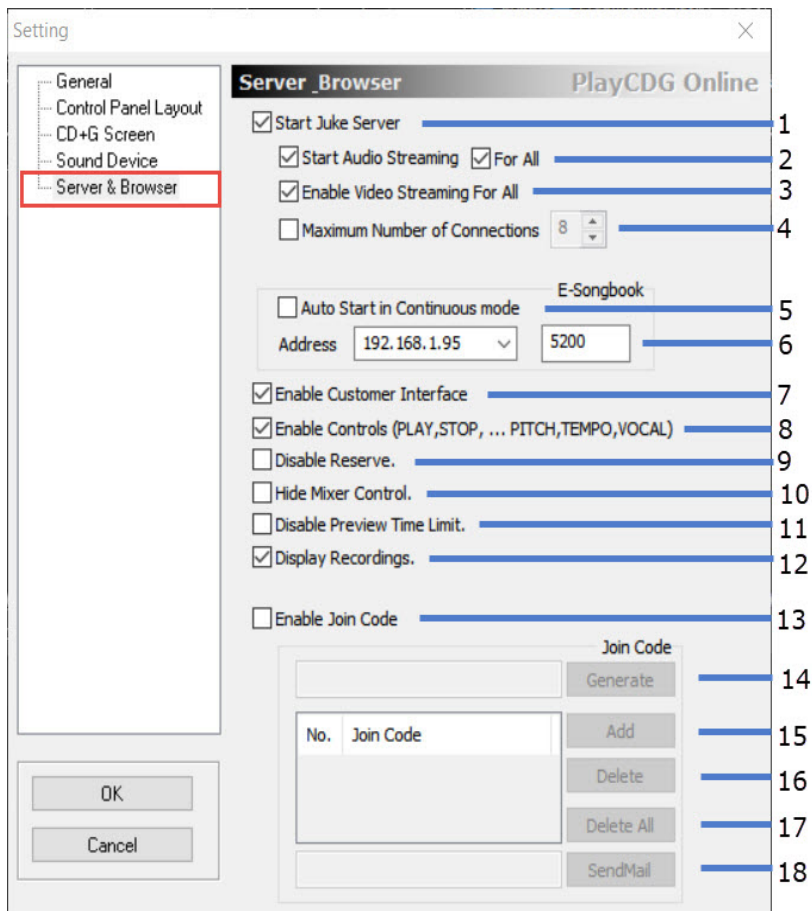 Setting
General
Control Panel Layout
CD+G Screen
Sound Device
Server & Browser
OK
Cancel
Server _Browser PlayCDG Online
Start Juke Server 1
Start Audio Streaming For All 2
Enable Video Streaming For All 3
Maximum Number of Connections 8 4
E-Songbook
Auto Start in Continuous mode 5
Address 192.168.1.95 5200 6
Enable Customer Interface 7
Enable Controls (PLAY,STOP, ... PITCH,TEMPO,VOCAL) 8
Disable Reserve. 9
Hide Mixer Control. 10
Disable Preview Time Limit. 11
Display Recordings. 12
Enable Join Code 13
Join Code
Generate 14
No. Join Code
Add 15
Delete 16
Delete All 17
SendMail 18